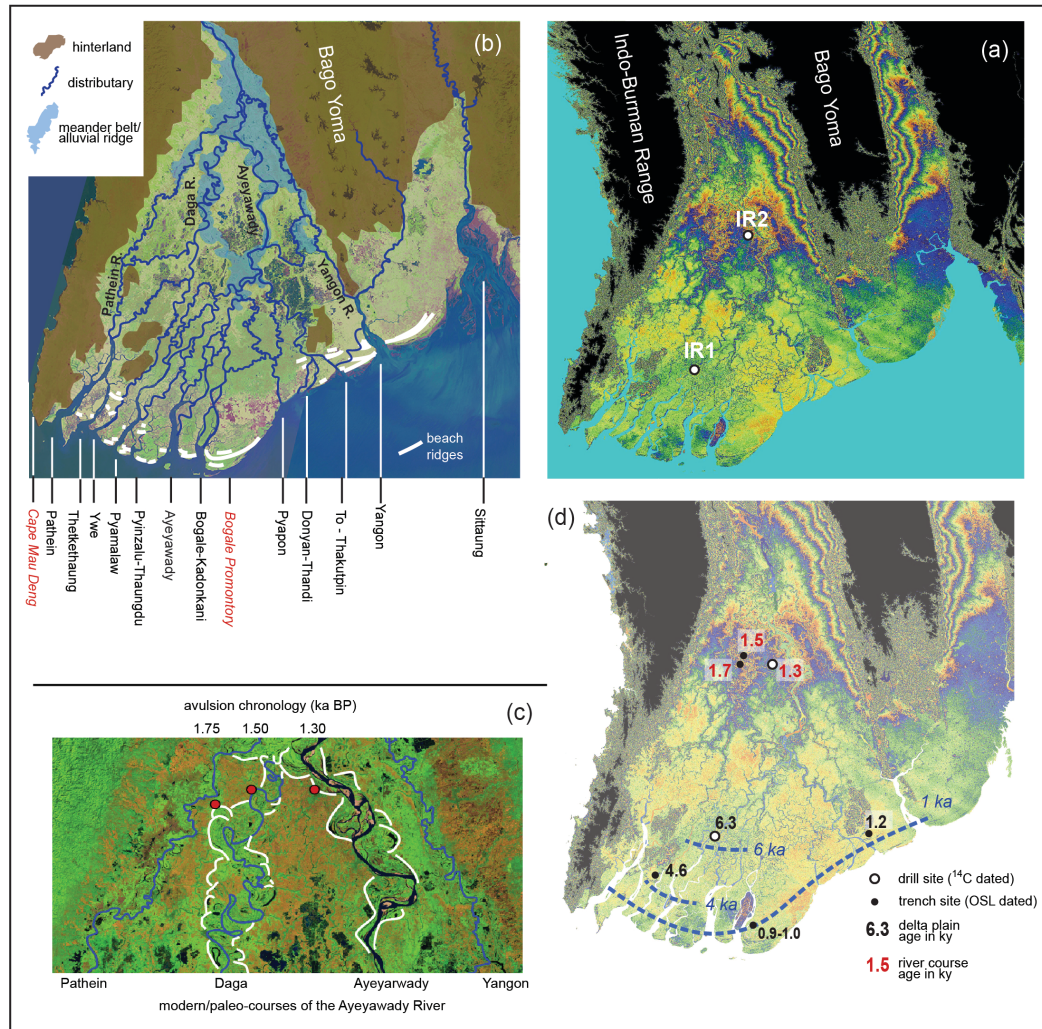 hinterland
distributary
meander belt/
alluvial ridge
(b)
Bago Yoma
Daga R.
Ayeyawady
Pathein R.
Yangon R.
beach
ridges
Cape Mau Deng
Pathein
Thetkethaung
Ywe
Pyamalaw
Pyinzalu-Thaungdu
Ayeyawady
Bogale-Kadonkani
Bogale Promontory
Pyapon
Donyan-Thandi
To - Thakutpin
Yangon
Sittaung
(a)
Indo-Burman Range
Bago Yoma
IR2
IR1
avulsion chronology (ka BP)
(c)
1.75 1.50 1.30
Pathein Daga Ayeyarwady Yangon
modern/paleo-courses of the Ayeyawady River
(d)
1.5
1.7
1.3
1 ka
1.2
6.3
6 ka
4.6
4 ka
0.9-1.0
drill site (¹⁴C dated)
trench site (OSL dated)
6.3 delta plain
age in ky
1.5 river course
age in ky